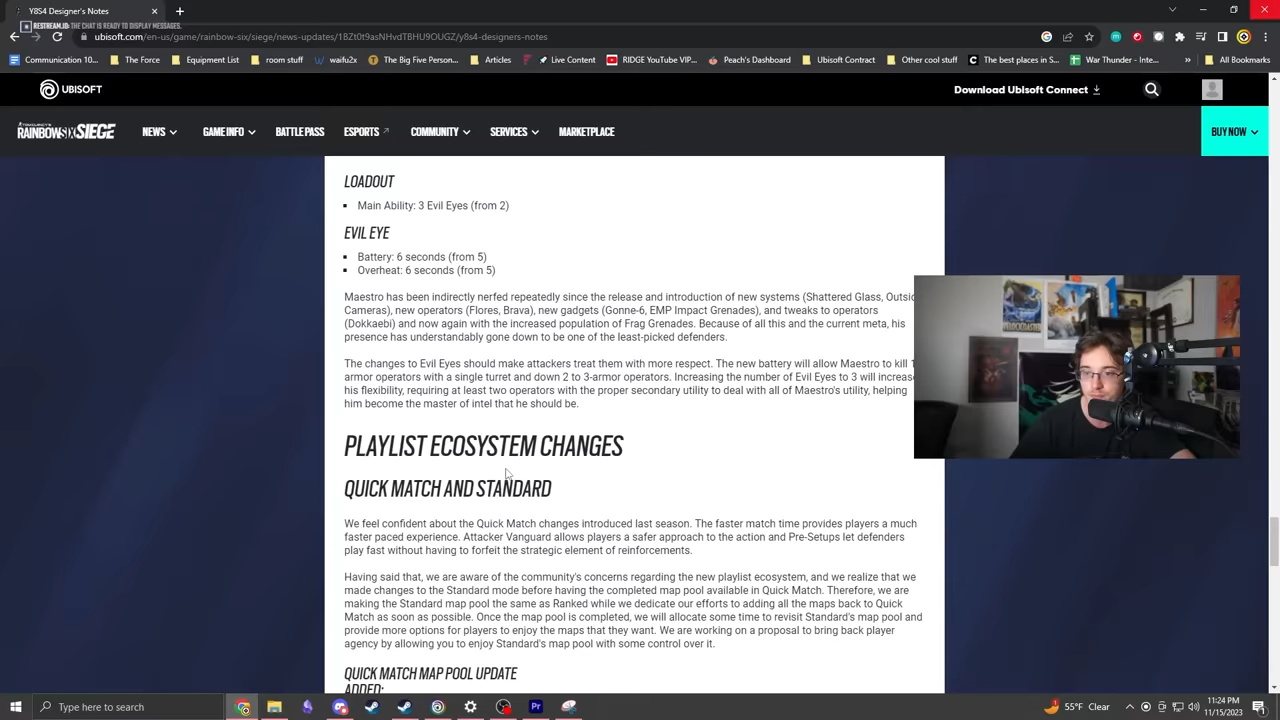 Y8S4 Designer's Notes
RESTREAM.IO: THE CHAT IS READY TO DISPLAY MESSAGES.
ubisoft.com/en-us/game/rainbow-six/siege/news-updates/1BZt0t9asNHvdTBHU9OUGZ/y8s4-designers-notes
Communication 10... The Force Equipment List room stuff waifu2x The Big Five Person... Articles Live Content RIDGE YouTube VIP... Peach's Dashboard Ubisoft Contract Other cool stuff The best places in S... War Thunder - Inte... » All Bookmarks
UBISOFT
Download Ubisoft Connect
RAINBOWSIX SIEGE
NEWS GAME INFO BATTLE PASS ESPORTS COMMUNITY SERVICES MARKETPLACE BUY NOW
LOADOUT
Main Ability: 3 Evil Eyes (from 2)
EVIL EYE
Battery: 6 seconds (from 5)
Overheat: 6 seconds (from 5)
Maestro has been indirectly nerfed repeatedly since the release and introduction of new systems (Shattered Glass, Outsid
Cameras), new operators (Flores, Brava), new gadgets (Gonne-6, EMP Impact Grenades), and tweaks to operators
(Dokkaebi) and now again with the increased population of Frag Grenades. Because of all this and the current meta, his
presence has understandably gone down to be one of the least-picked defenders.
The changes to Evil Eyes should make attackers treat them with more respect. The new battery will allow Maestro to kill 1
armor operators with a single turret and down 2 to 3-armor operators. Increasing the number of Evil Eyes to 3 will increase
his flexibility, requiring at least two operators with the proper secondary utility to deal with all of Maestro's utility, helping
him become the master of intel that he should be.
PLAYLIST ECOSYSTEM CHANGES
QUICK MATCH AND STANDARD
We feel confident about the Quick Match changes introduced last season. The faster match time provides players a much
faster paced experience. Attacker Vanguard allows players a safer approach to the action and Pre-Setups let defenders
play fast without having to forfeit the strategic element of reinforcements.
Having said that, we are aware of the community's concerns regarding the new playlist ecosystem, and we realize that we
made changes to the Standard mode before having the completed map pool available in Quick Match. Therefore, we are
making the Standard map pool the same as Ranked while we dedicate our efforts to adding all the maps back to Quick
Match as soon as possible. Once the map pool is completed, we will allocate some time to revisit Standard's map pool and
provide more options for players to enjoy the maps that they want. We are working on a proposal to bring back player
agency by allowing you to enjoy Standard's map pool with some control over it.
QUICK MATCH MAP POOL UPDATE
ADDED:
Type here to search
55°F Clear
11:24 PM
11/15/2023